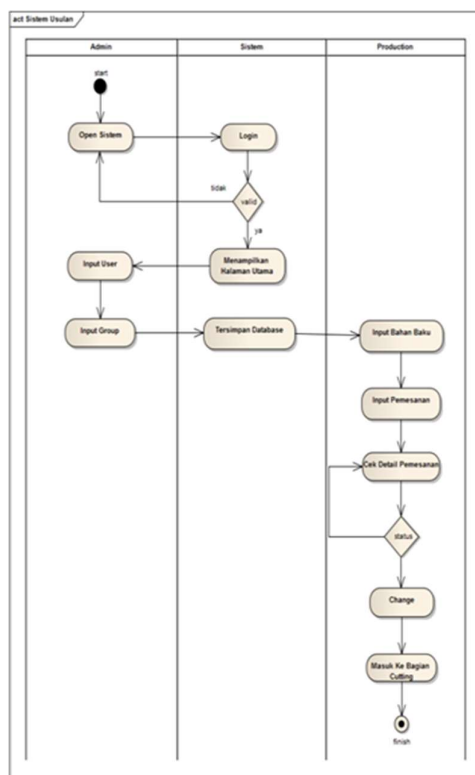 act Sistem Usulan
Admin
Sistem
Production
start
Open Sistem
Login
tidak
valid
ya
Menampilkan
Halaman Utama
Input User
Input Group
Tersimpan Database
Input Bahan Baku
Input Pemesanan
Cek Detail Pemesanan
status
Change
Masuk Ke Bagian
Cutting
finish